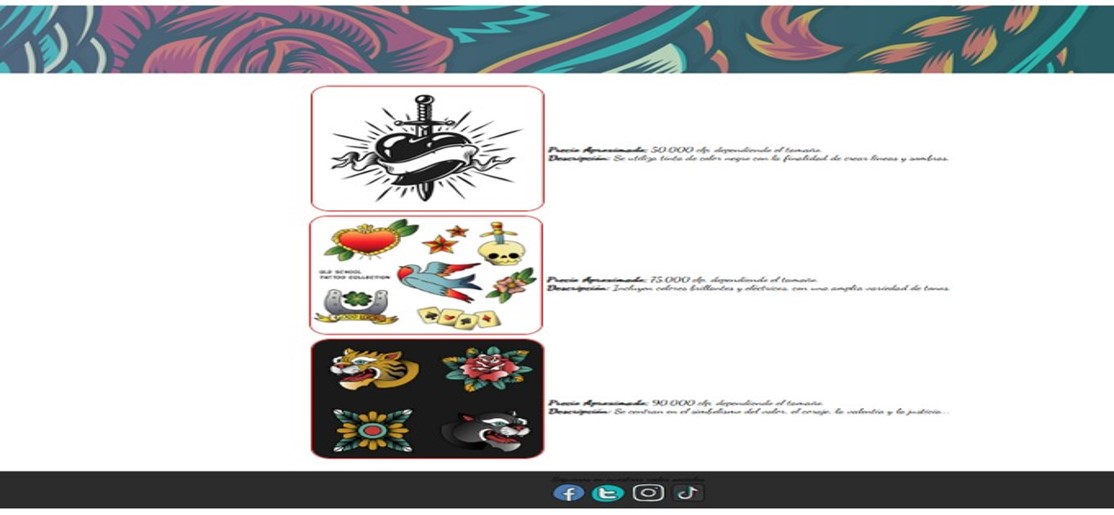 Precio Aproximado: 50.000 clp. dependiendo el tamaño.
Descripción: Se utiliza tinta de color negro con la finalidad de crear líneas y sombras.
OLD SCHOOL
TATTOO COLLECTION
GOOD LUCK
Precio Aproximado: 75.000 clp. dependiendo el tamaño.
Descripción: Incluyen colores brillantes y eléctricos, con una amplia variedad de tonos.
Precio Aproximado: 90.000 clp. dependiendo el tamaño.
Descripción: Se centran en el simbolismo del valor, el coraje, la valentía y la justicia...